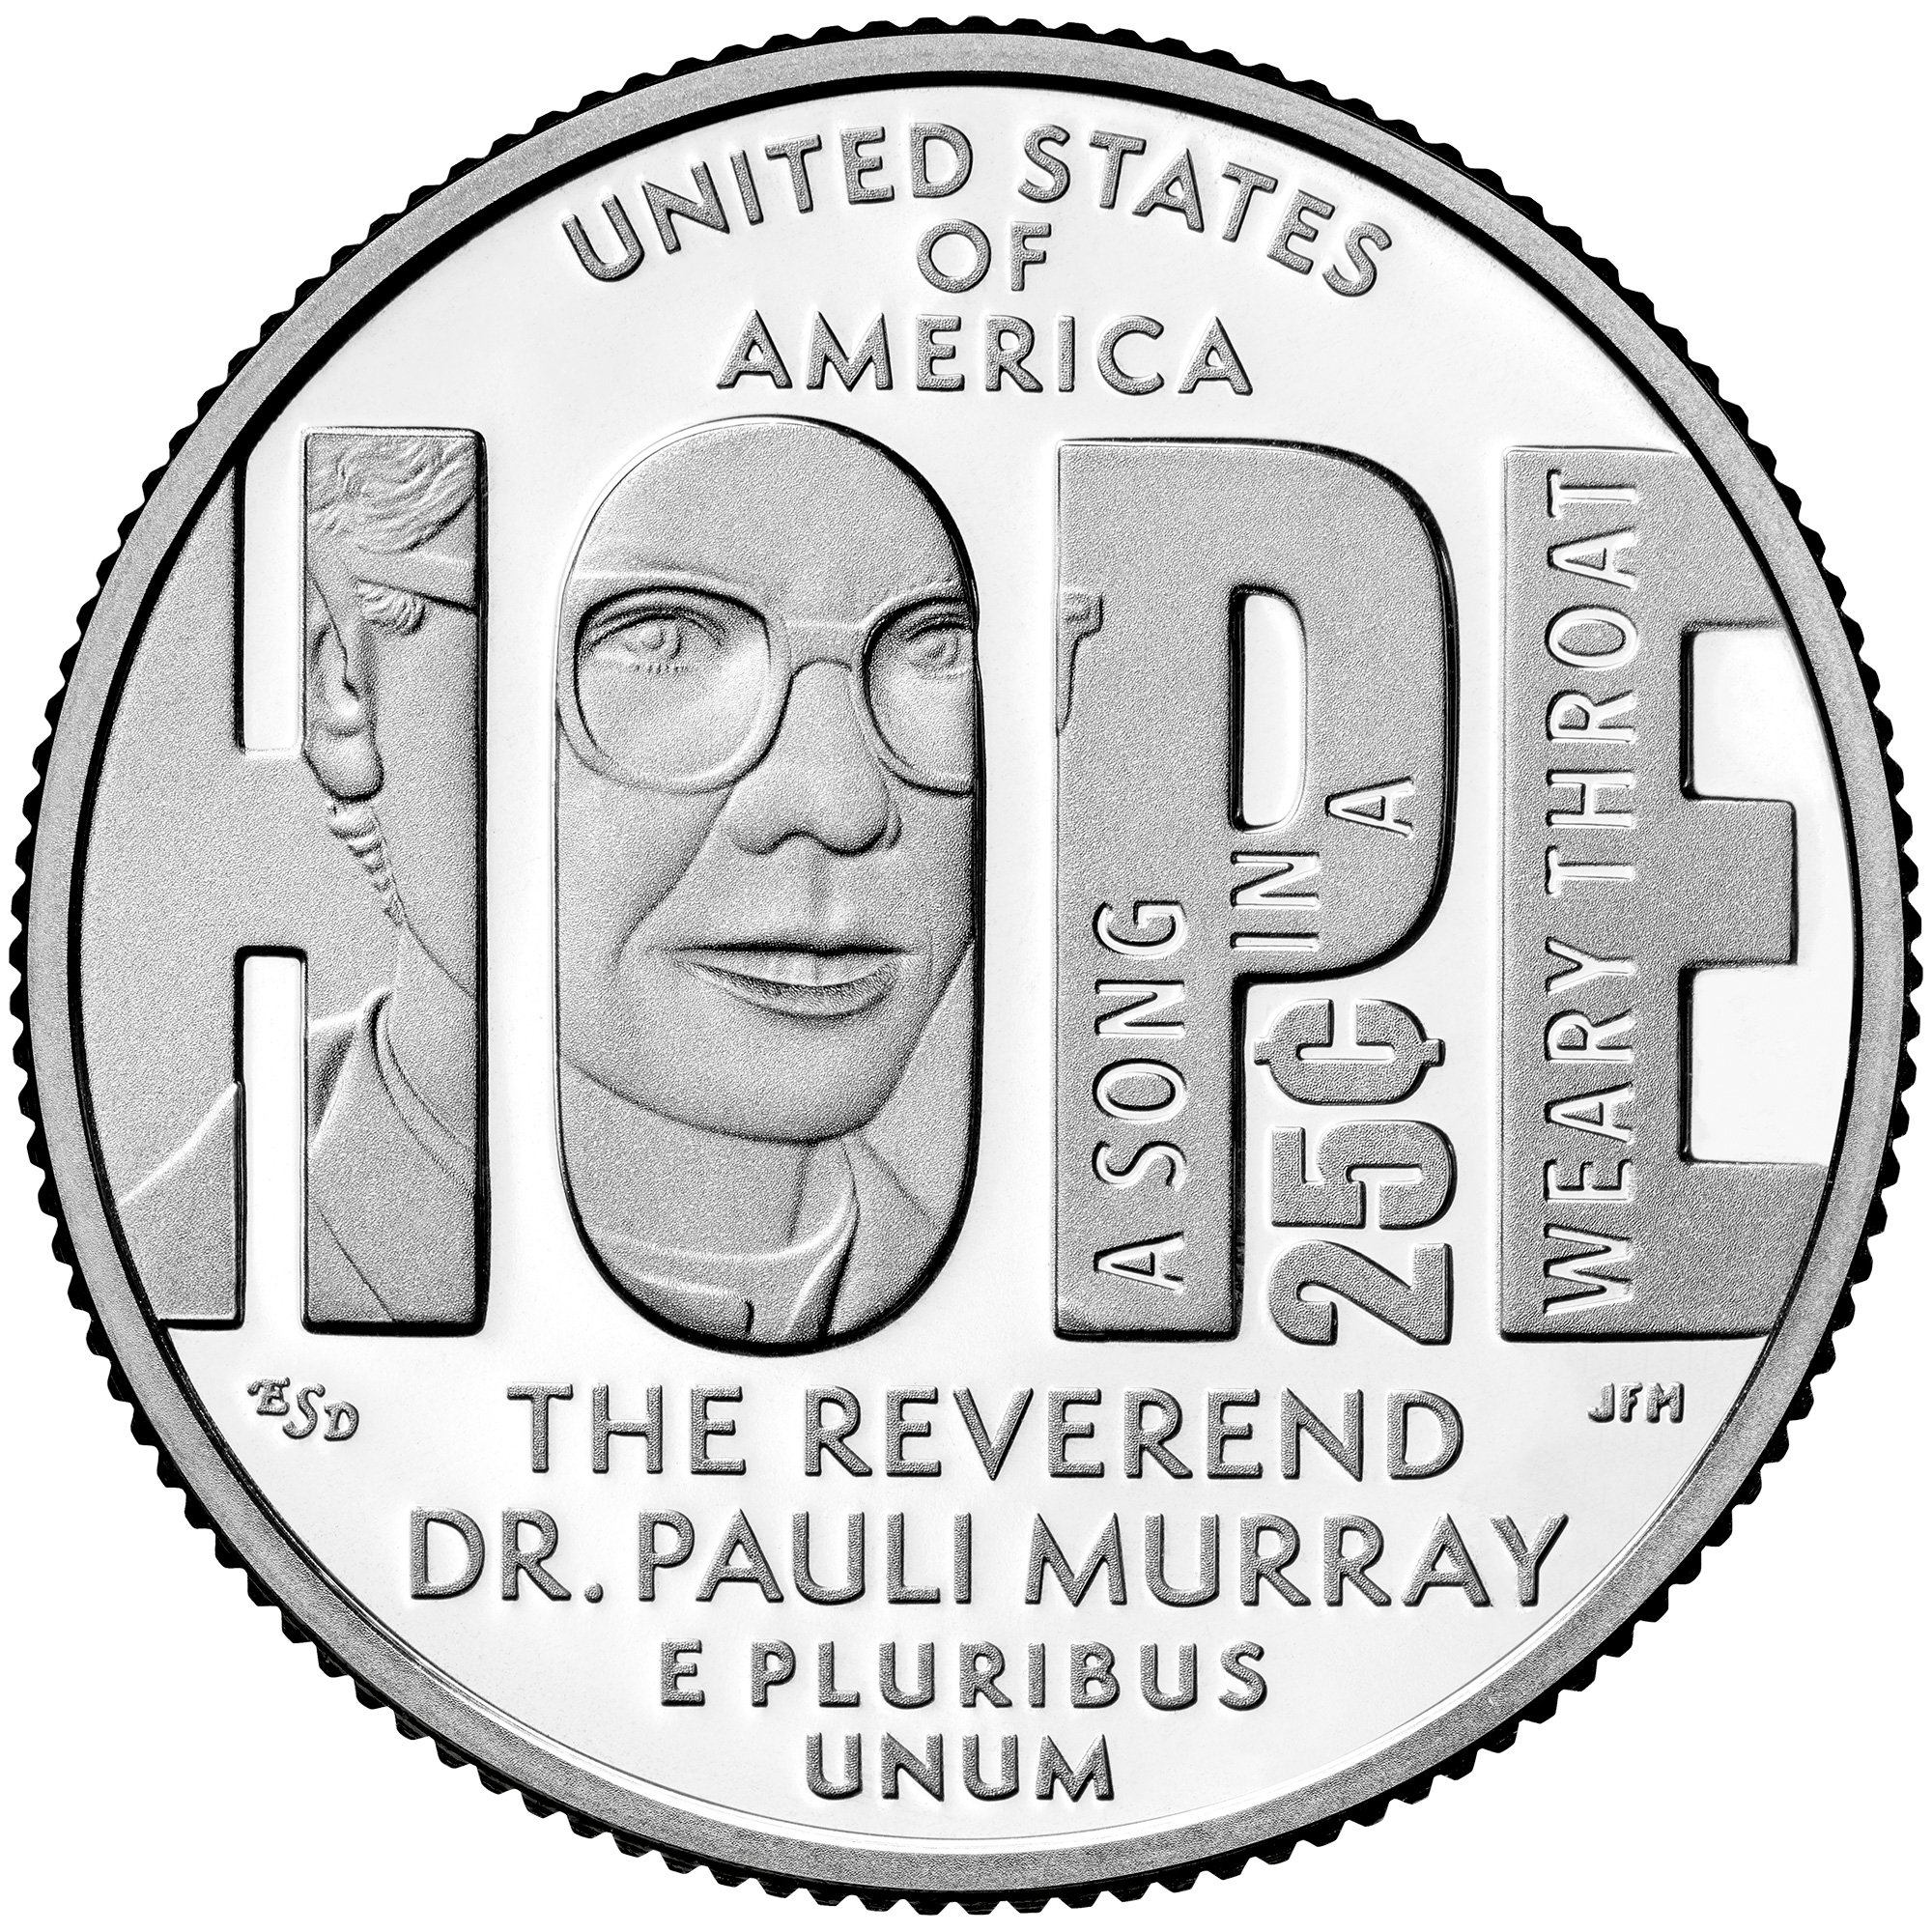 UNITED STATES
OF
AMERICA
HOPE
A SONG
IN
A
WEARY THROAT
25¢
ESD
JFM
THE REVEREND
DR. PAULI MURRAY
E PLURIBUS
UNUM